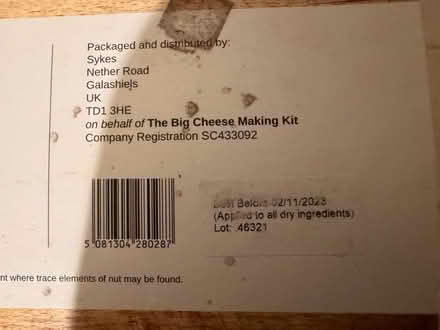 Packaged and distributed by:
Sykes
Nether Road
Galashiels
UK
TD1 3HE
on behalf of The Big Cheese Making Kit
Company Registration SC433092
Best Before 02/11/2023
(Applied to all dry ingredients)
Lot: 46321
5 081304 280287
nt where trace elements of nut may be found.